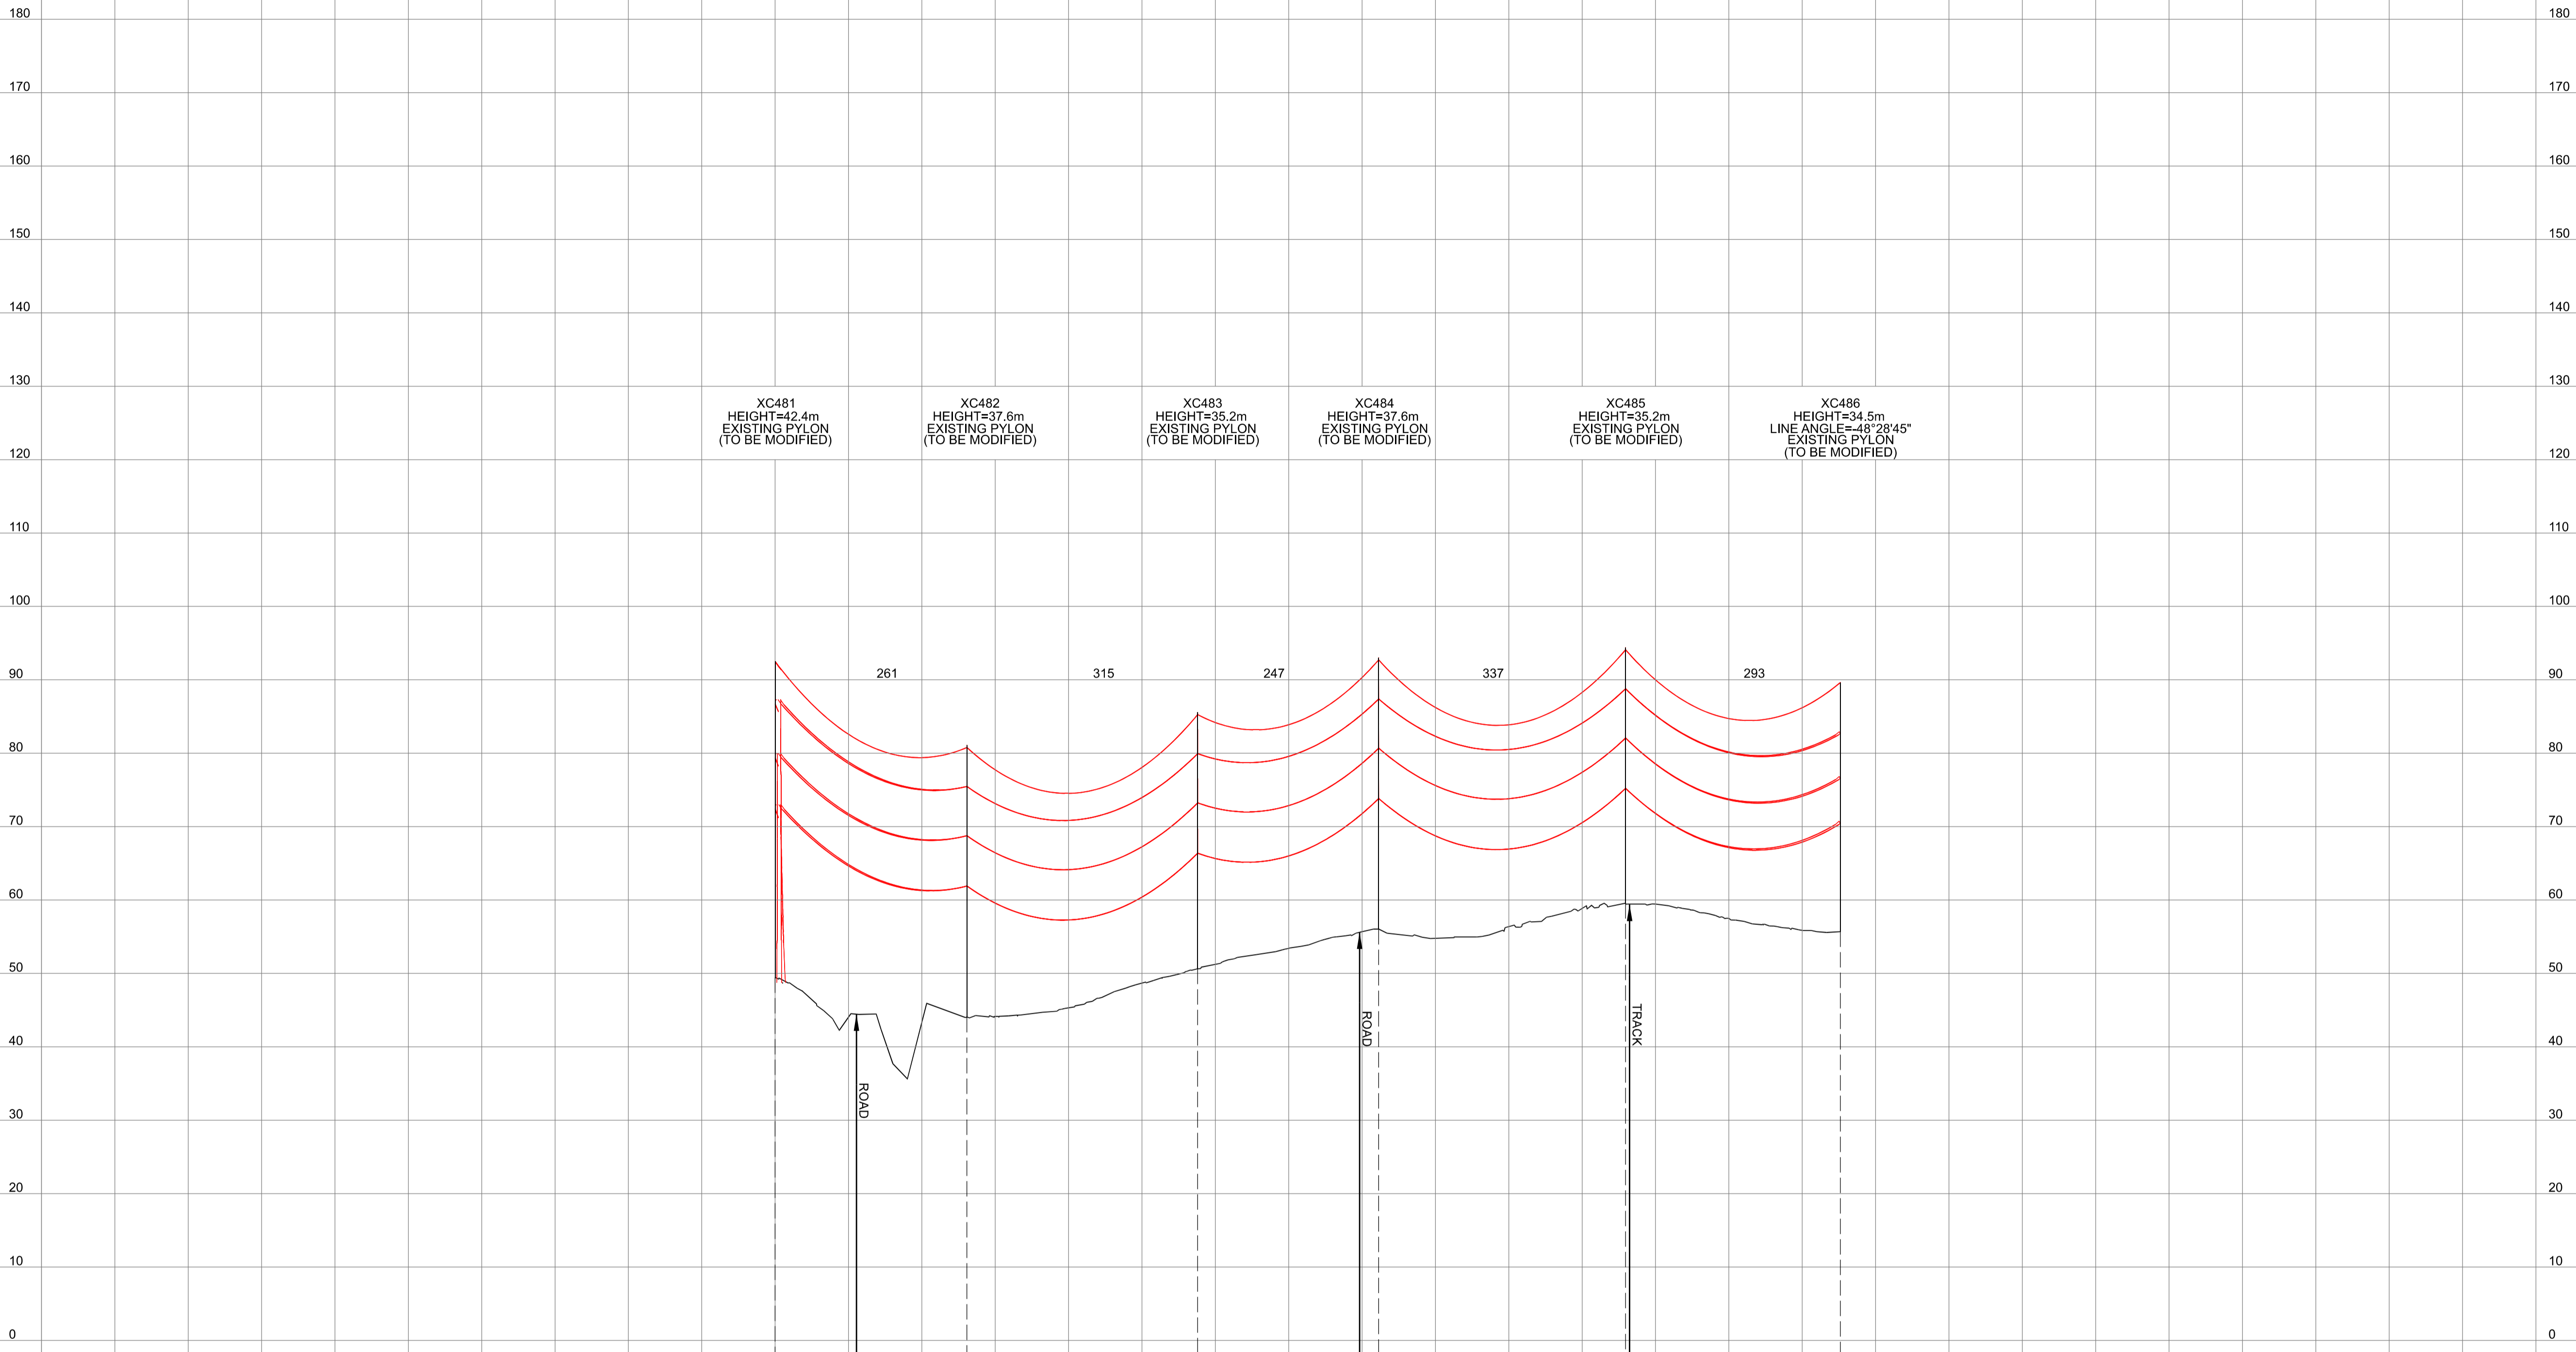 180
180
170
170
160
160
150
150
140
140
130
130
XC481
HEIGHT=42.4m
EXISTING PYLON
(TO BE MODIFIED)
XC482
HEIGHT=37.6m
EXISTING PYLON
(TO BE MODIFIED)
XC483
HEIGHT=35.2m
EXISTING PYLON
(TO BE MODIFIED)
XC484
HEIGHT=37.6m
EXISTING PYLON
(TO BE MODIFIED)
XC485
HEIGHT=35.2m
EXISTING PYLON
(TO BE MODIFIED)
XC486
HEIGHT=34.5m
LINE ANGLE=-48°28'45"
EXISTING PYLON
(TO BE MODIFIED)
120
120
110
110
100
100
90
261
315
247
337
293
90
80
80
70
70
60
60
50
50
40
ROAD
TRACK
40
30
ROAD
30
20
20
10
10
0
0